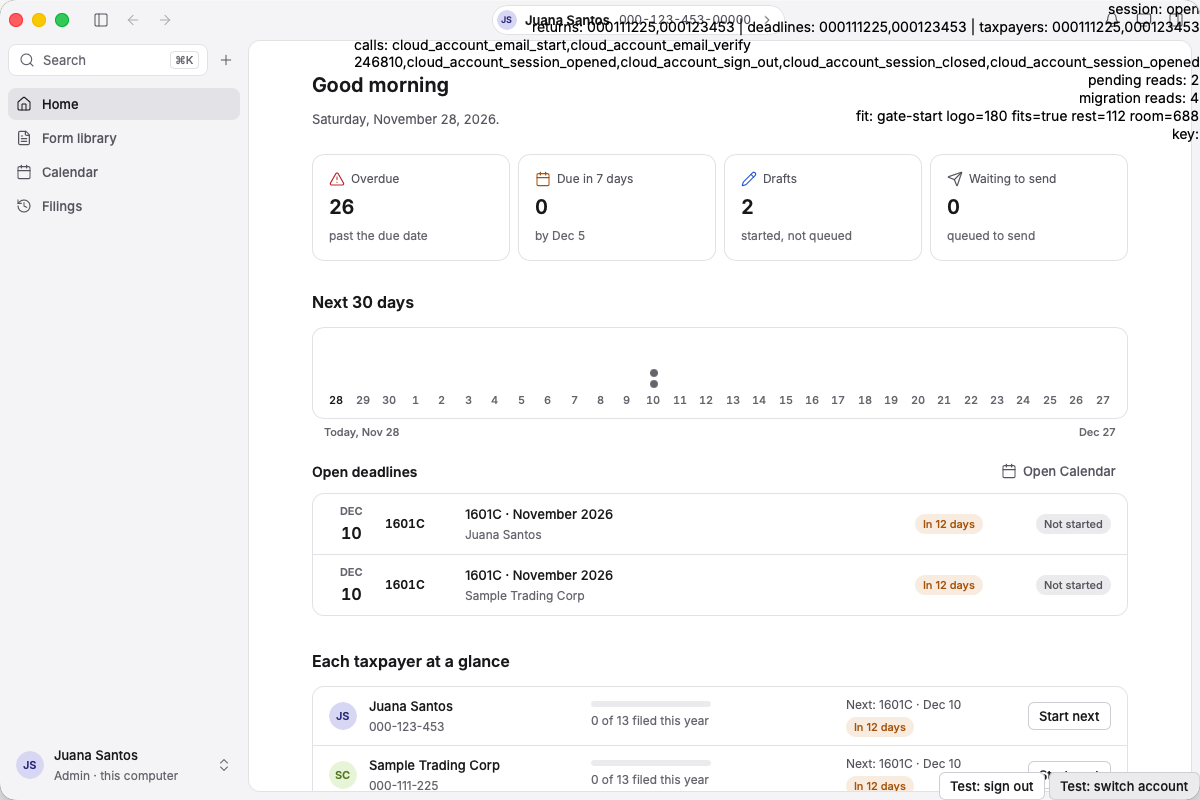 session: open
JS Juana Santos 000-123-453-00000
returns: 000111225,000123453 | deadlines: 000111225,000123453 | taxpayers: 000111225,000123453
calls: cloud_account_email_start,cloud_account_email_verify
246810,cloud_account_session_opened,cloud_account_sign_out,cloud_account_session_closed,cloud_account_session_opened
pending reads: 2
migration reads: 4
fit: gate-start logo=180 fits=true rest=112 room=688
key:
Search ⌘K
Home
Form library
Calendar
Filings
Good morning
Saturday, November 28, 2026.
Overdue
26
past the due date
Due in 7 days
0
by Dec 5
Drafts
2
started, not queued
Waiting to send
0
queued to send
Next 30 days
28 29 30 1 2 3 4 5 6 7 8 9 10 11 12 13 14 15 16 17 18 19 20 21 22 23 24 25 26 27
Today, Nov 28 Dec 27
Open deadlines Open Calendar
DEC
10 1601C 1601C · November 2026 In 12 days Not started
Juana Santos
DEC
10 1601C 1601C · November 2026 In 12 days Not started
Sample Trading Corp
Each taxpayer at a glance
JS Juana Santos
000-123-453
0 of 13 filed this year
Next: 1601C · Dec 10
In 12 days
Start next
SC Sample Trading Corp
000-111-225
0 of 13 filed this year
Next: 1601C · Dec 10
In 12 days
JS Juana Santos
Admin · this computer
Test: sign out
Test: switch account